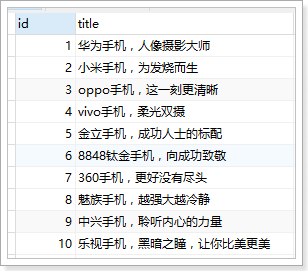 id title
1 华为手机，人像摄影大师
2 小米手机，为发烧而生
3 oppo手机，这一刻更清晰
4 vivo手机，柔光双摄
5 金立手机，成功人士的标配
6 8848钛金手机，向成功致敬
7 360手机，更好没有尽头
8 魅族手机，越强大越冷静
9 中兴手机，聆听内心的力量
10 乐视手机，黑暗之瞳，让你比美更美